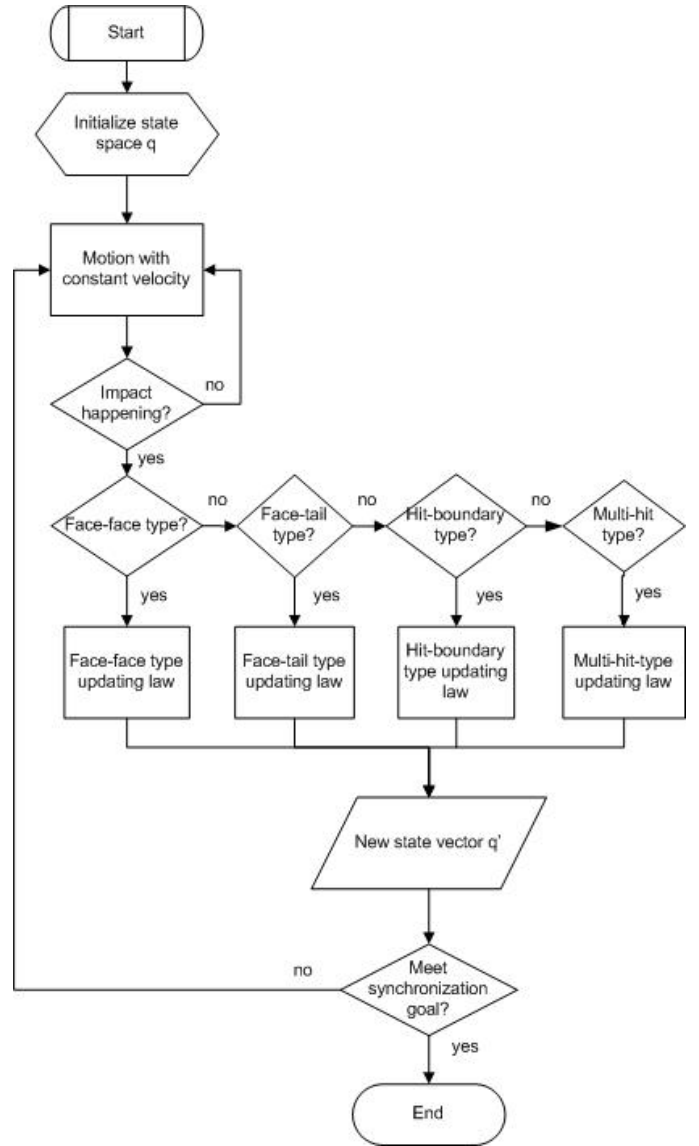 Start
Initialize state
space q
Motion with
constant velocity
Impact
happening?
no
yes
Face-face type?
no
Face-tail
type?
no
Hit-boundary
type?
no
Multi-hit
type?
yes
yes
yes
yes
Face-face type
updating law
Face-tail type
updating law
Hit-boundary
type updating
law
Multi-hit-type
updating law
New state vector q'
Meet
synchronization
goal?
no
yes
End